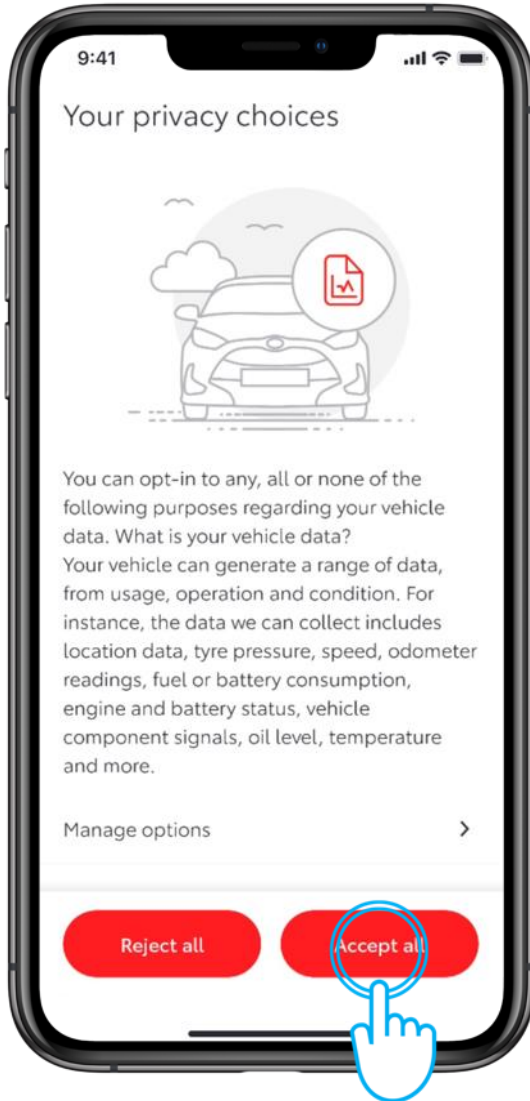 9:41
Your privacy choices
You can opt-in to any, all or none of the
following purposes regarding your vehicle
data. What is your vehicle data?
Your vehicle can generate a range of data,
from usage, operation and condition. For
instance, the data we can collect includes
location data, tyre pressure, speed, odometer
readings, fuel or battery consumption,
engine and battery status, vehicle
component signals, oil level, temperature
and more.
Manage options
Reject all
Accept all